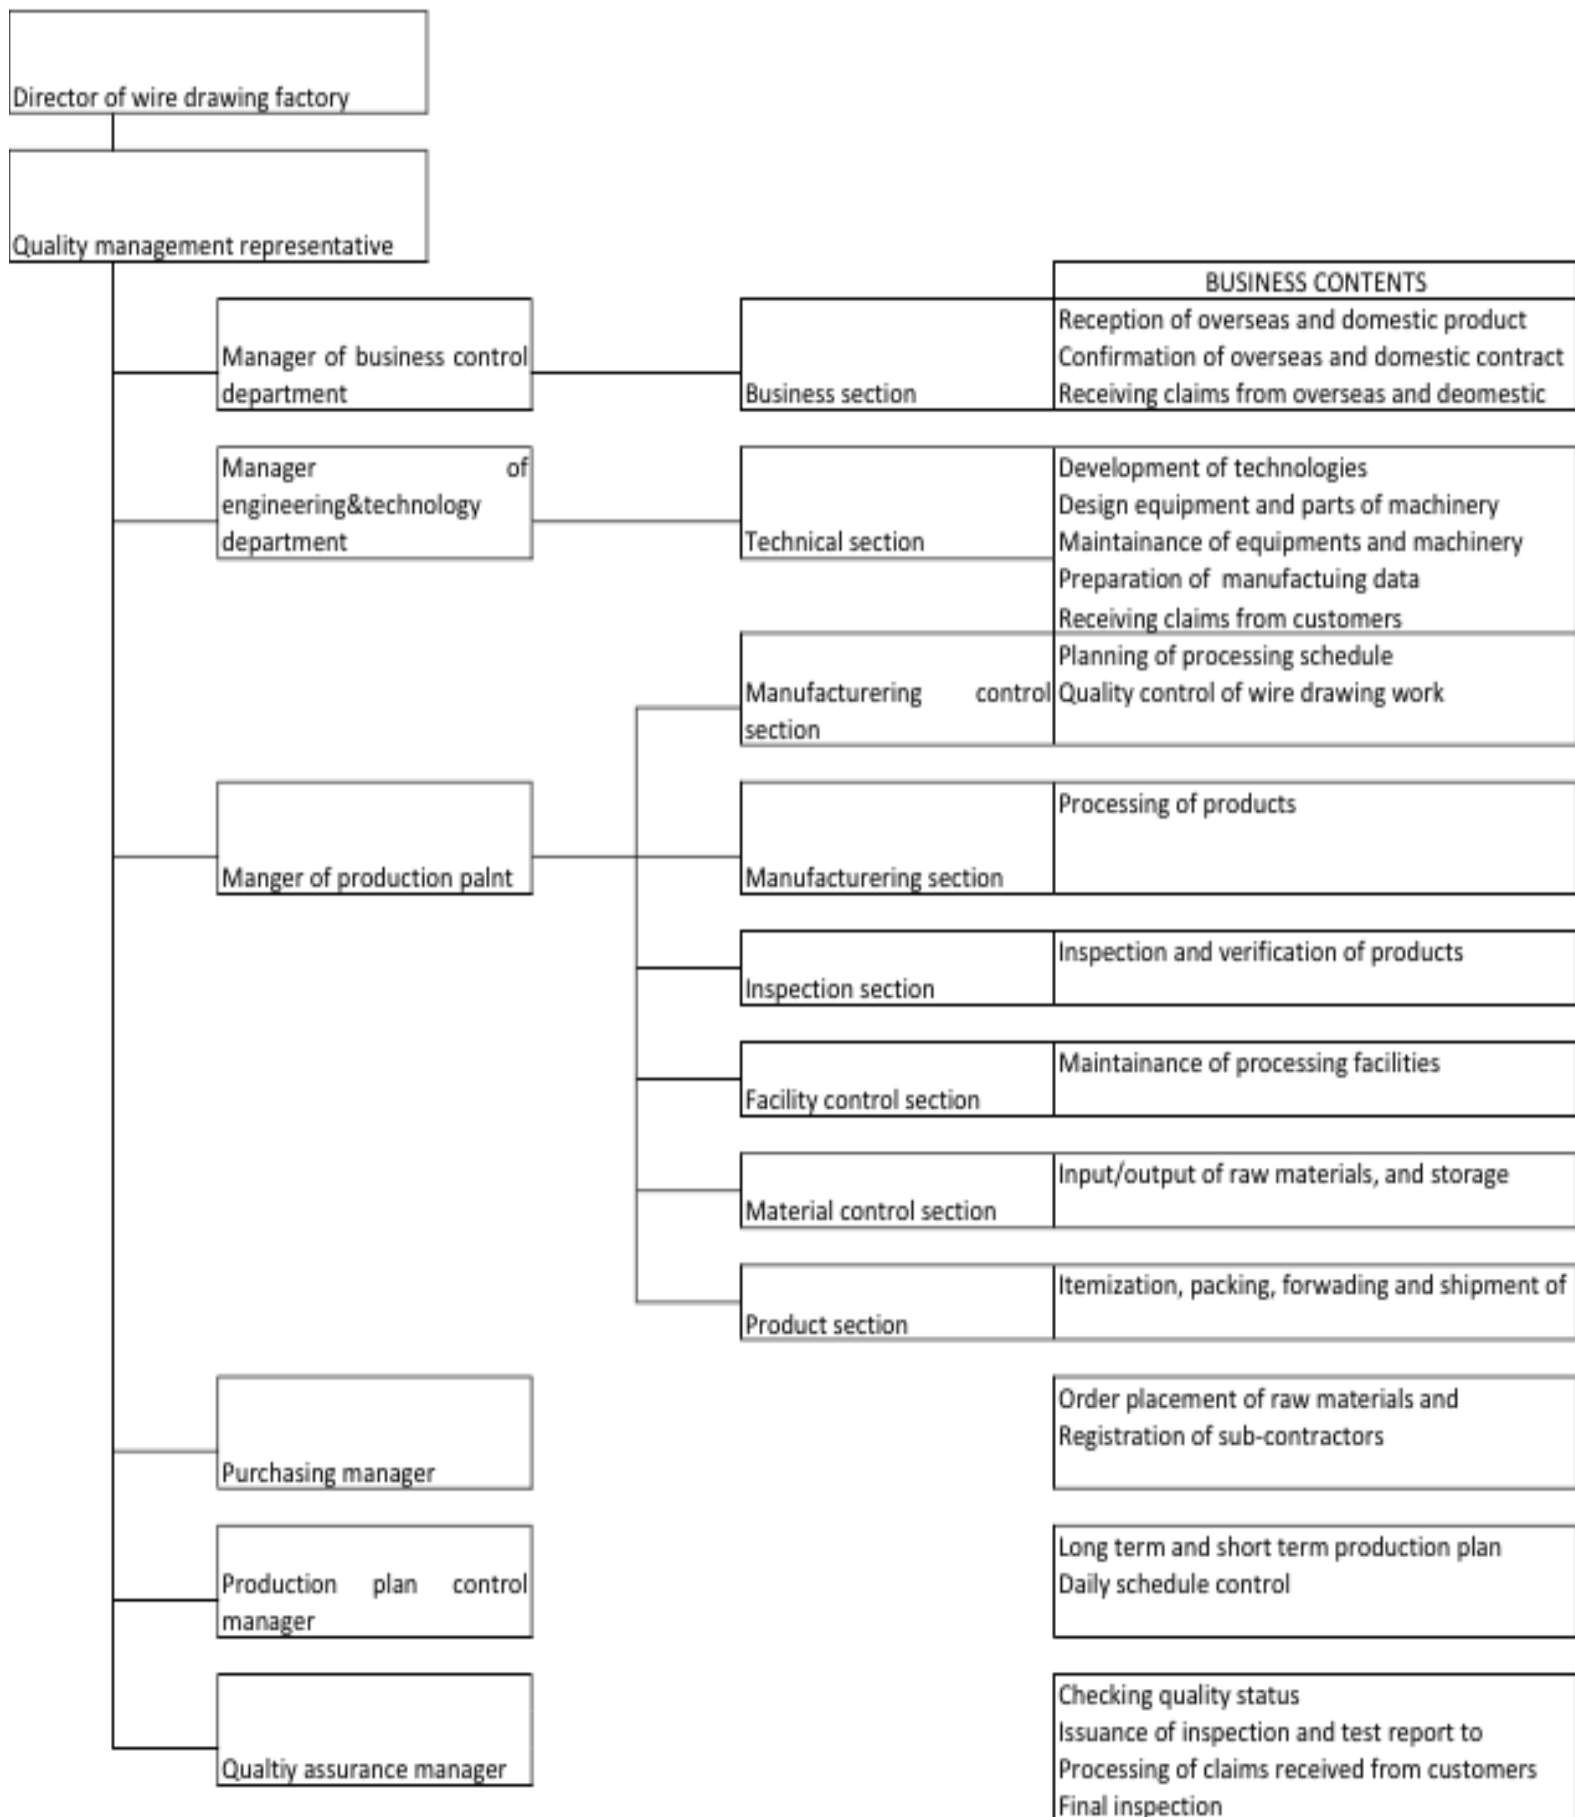 Director of wire drawing factory
Quality management representative
BUSINESS CONTENTS
Manager of business control
department
Business section
Reception of overseas and domestic product
Confirmation of overseas and domestic contract
Receiving claims from overseas and deomestic
Manager of
engineering&technology
department
Technical section
Development of technologies
Design equipment and parts of machinery
Maintainance of equipments and machinery
Preparation of manufactuing data
Receiving claims from customers
Manufacturering control
section
Planning of processing schedule
Quality control of wire drawing work
Manger of production palnt
Manufacturering section
Processing of products
Inspection section
Inspection and verification of products
Facility control section
Maintainance of processing facilities
Material control section
Input/output of raw materials, and storage
Product section
Itemization, packing, forwading and shipment of
Purchasing manager
Order placement of raw materials and
Registration of sub-contractors
Production plan control
manager
Long term and short term production plan
Daily schedule control
Qualtiy assurance manager
Checking quality status
Issuance of inspection and test report to
Processing of claims received from customers
Final inspection